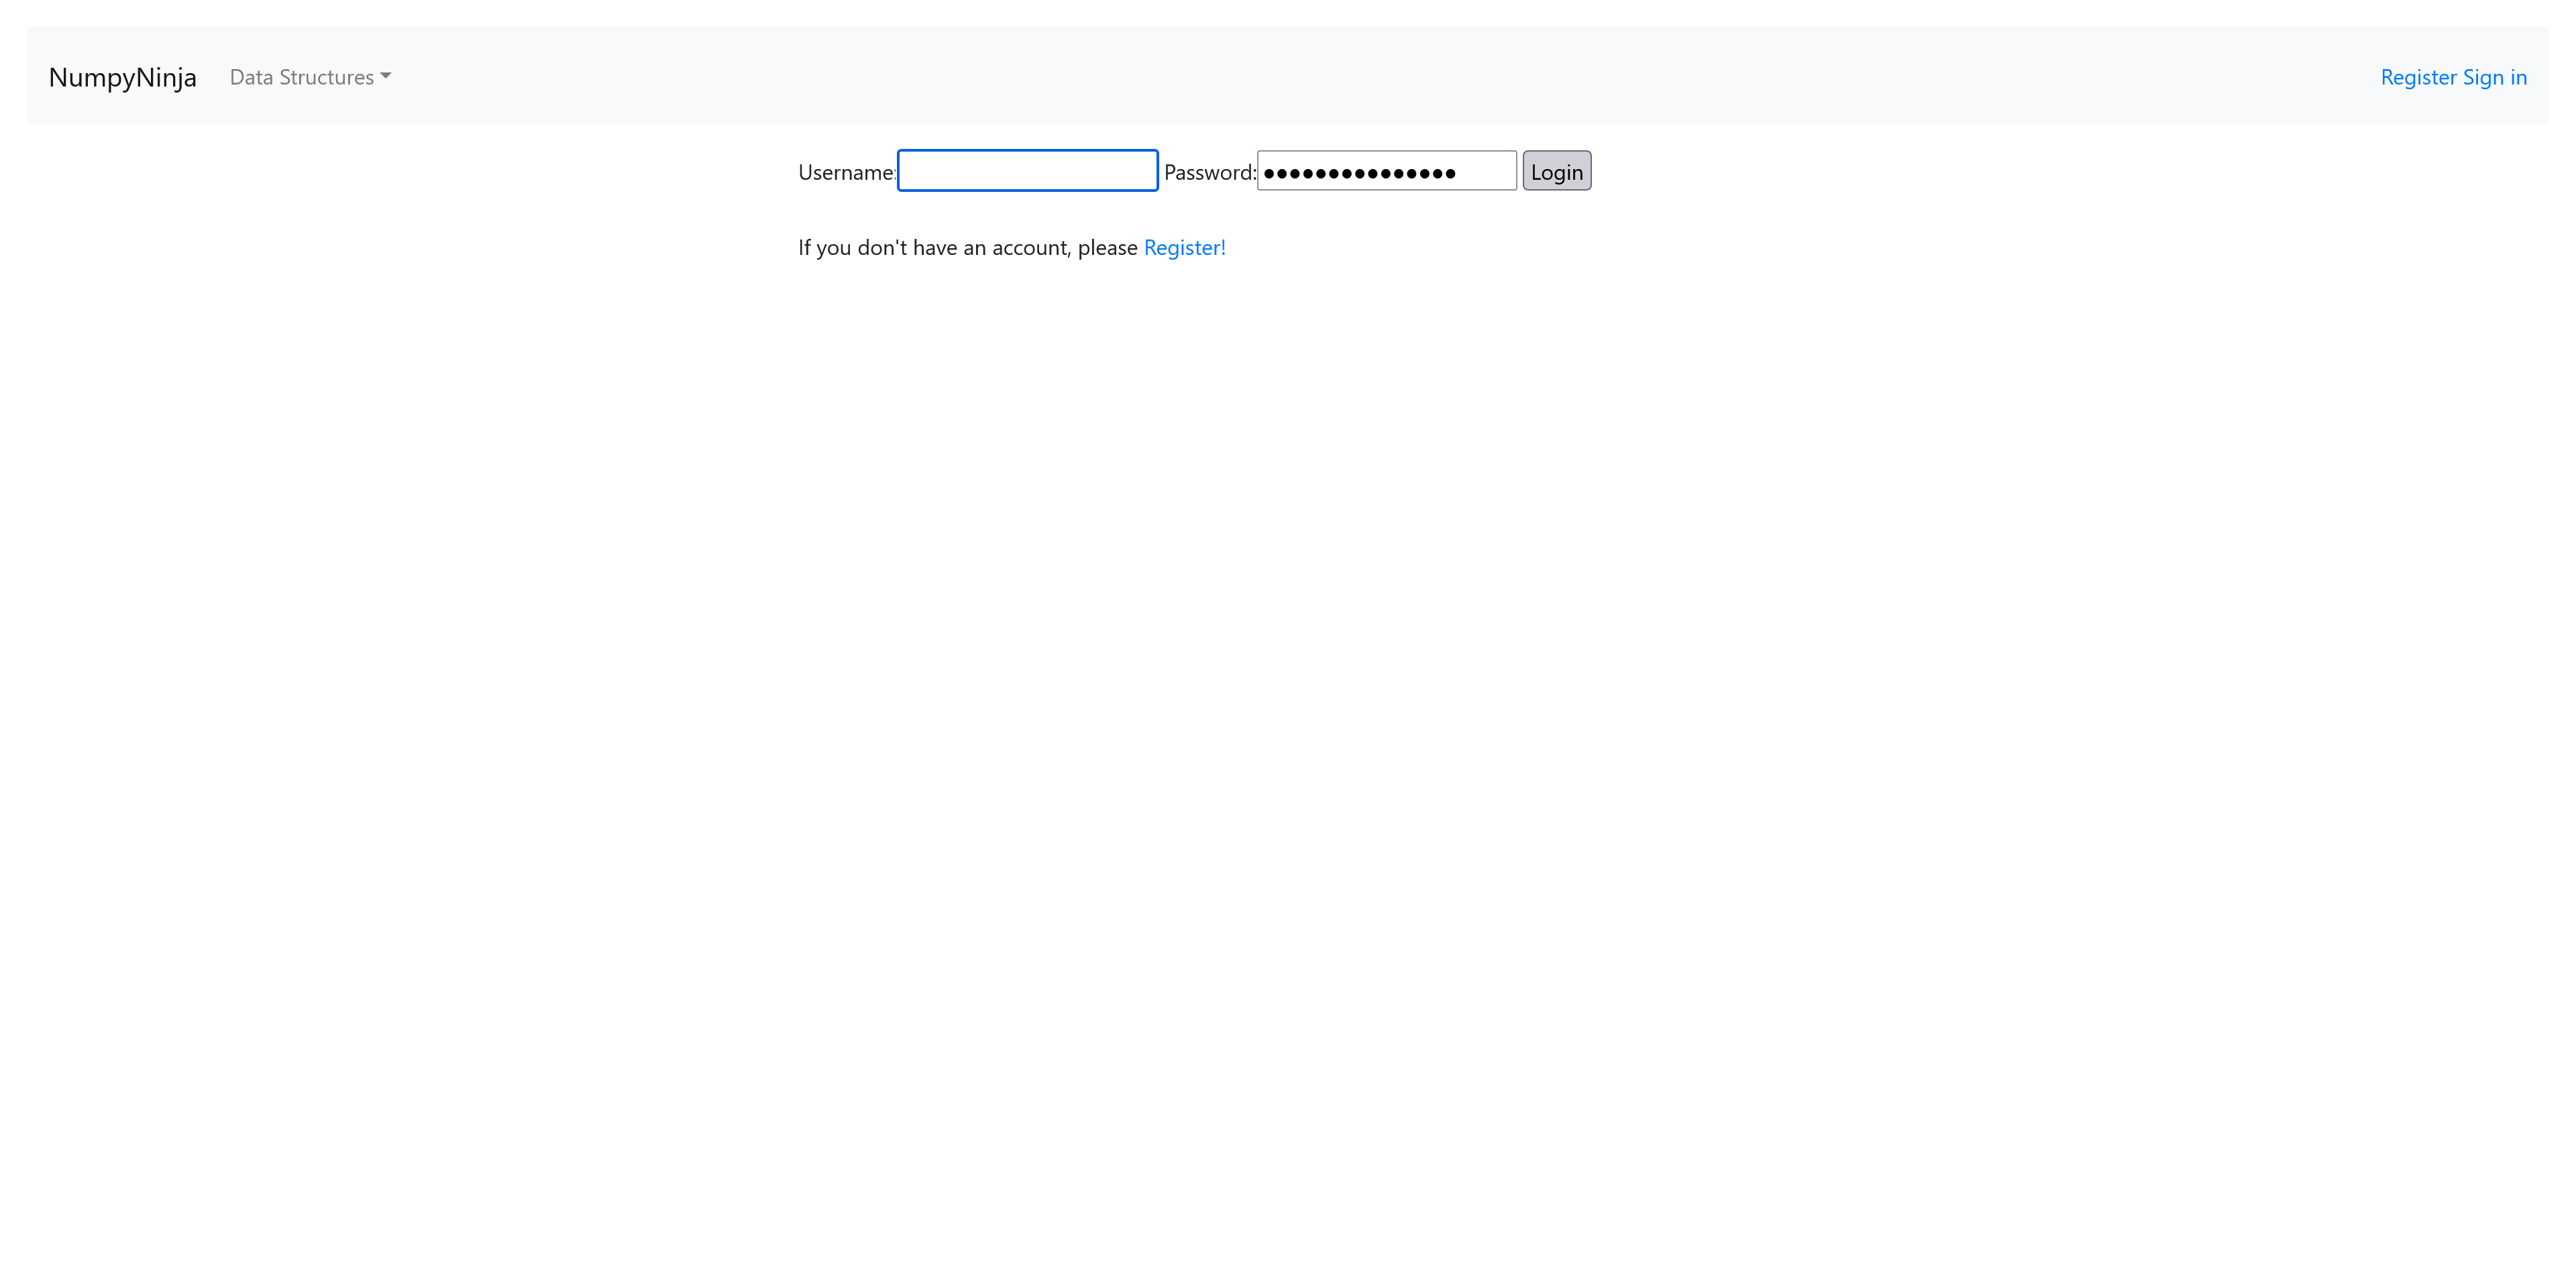 NumpyNinja Data Structures Register Sign in
Username: Password: ●●●●●●●●●●●●●●● Login
If you don't have an account, please Register!